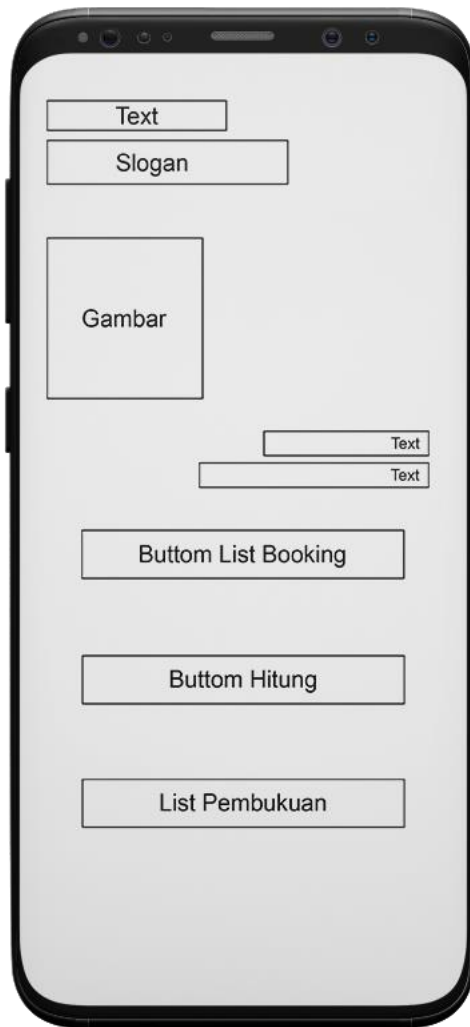 Text
Slogan
Gambar
Text
Text
Buttom List Booking
Buttom Hitung
List Pembukuan